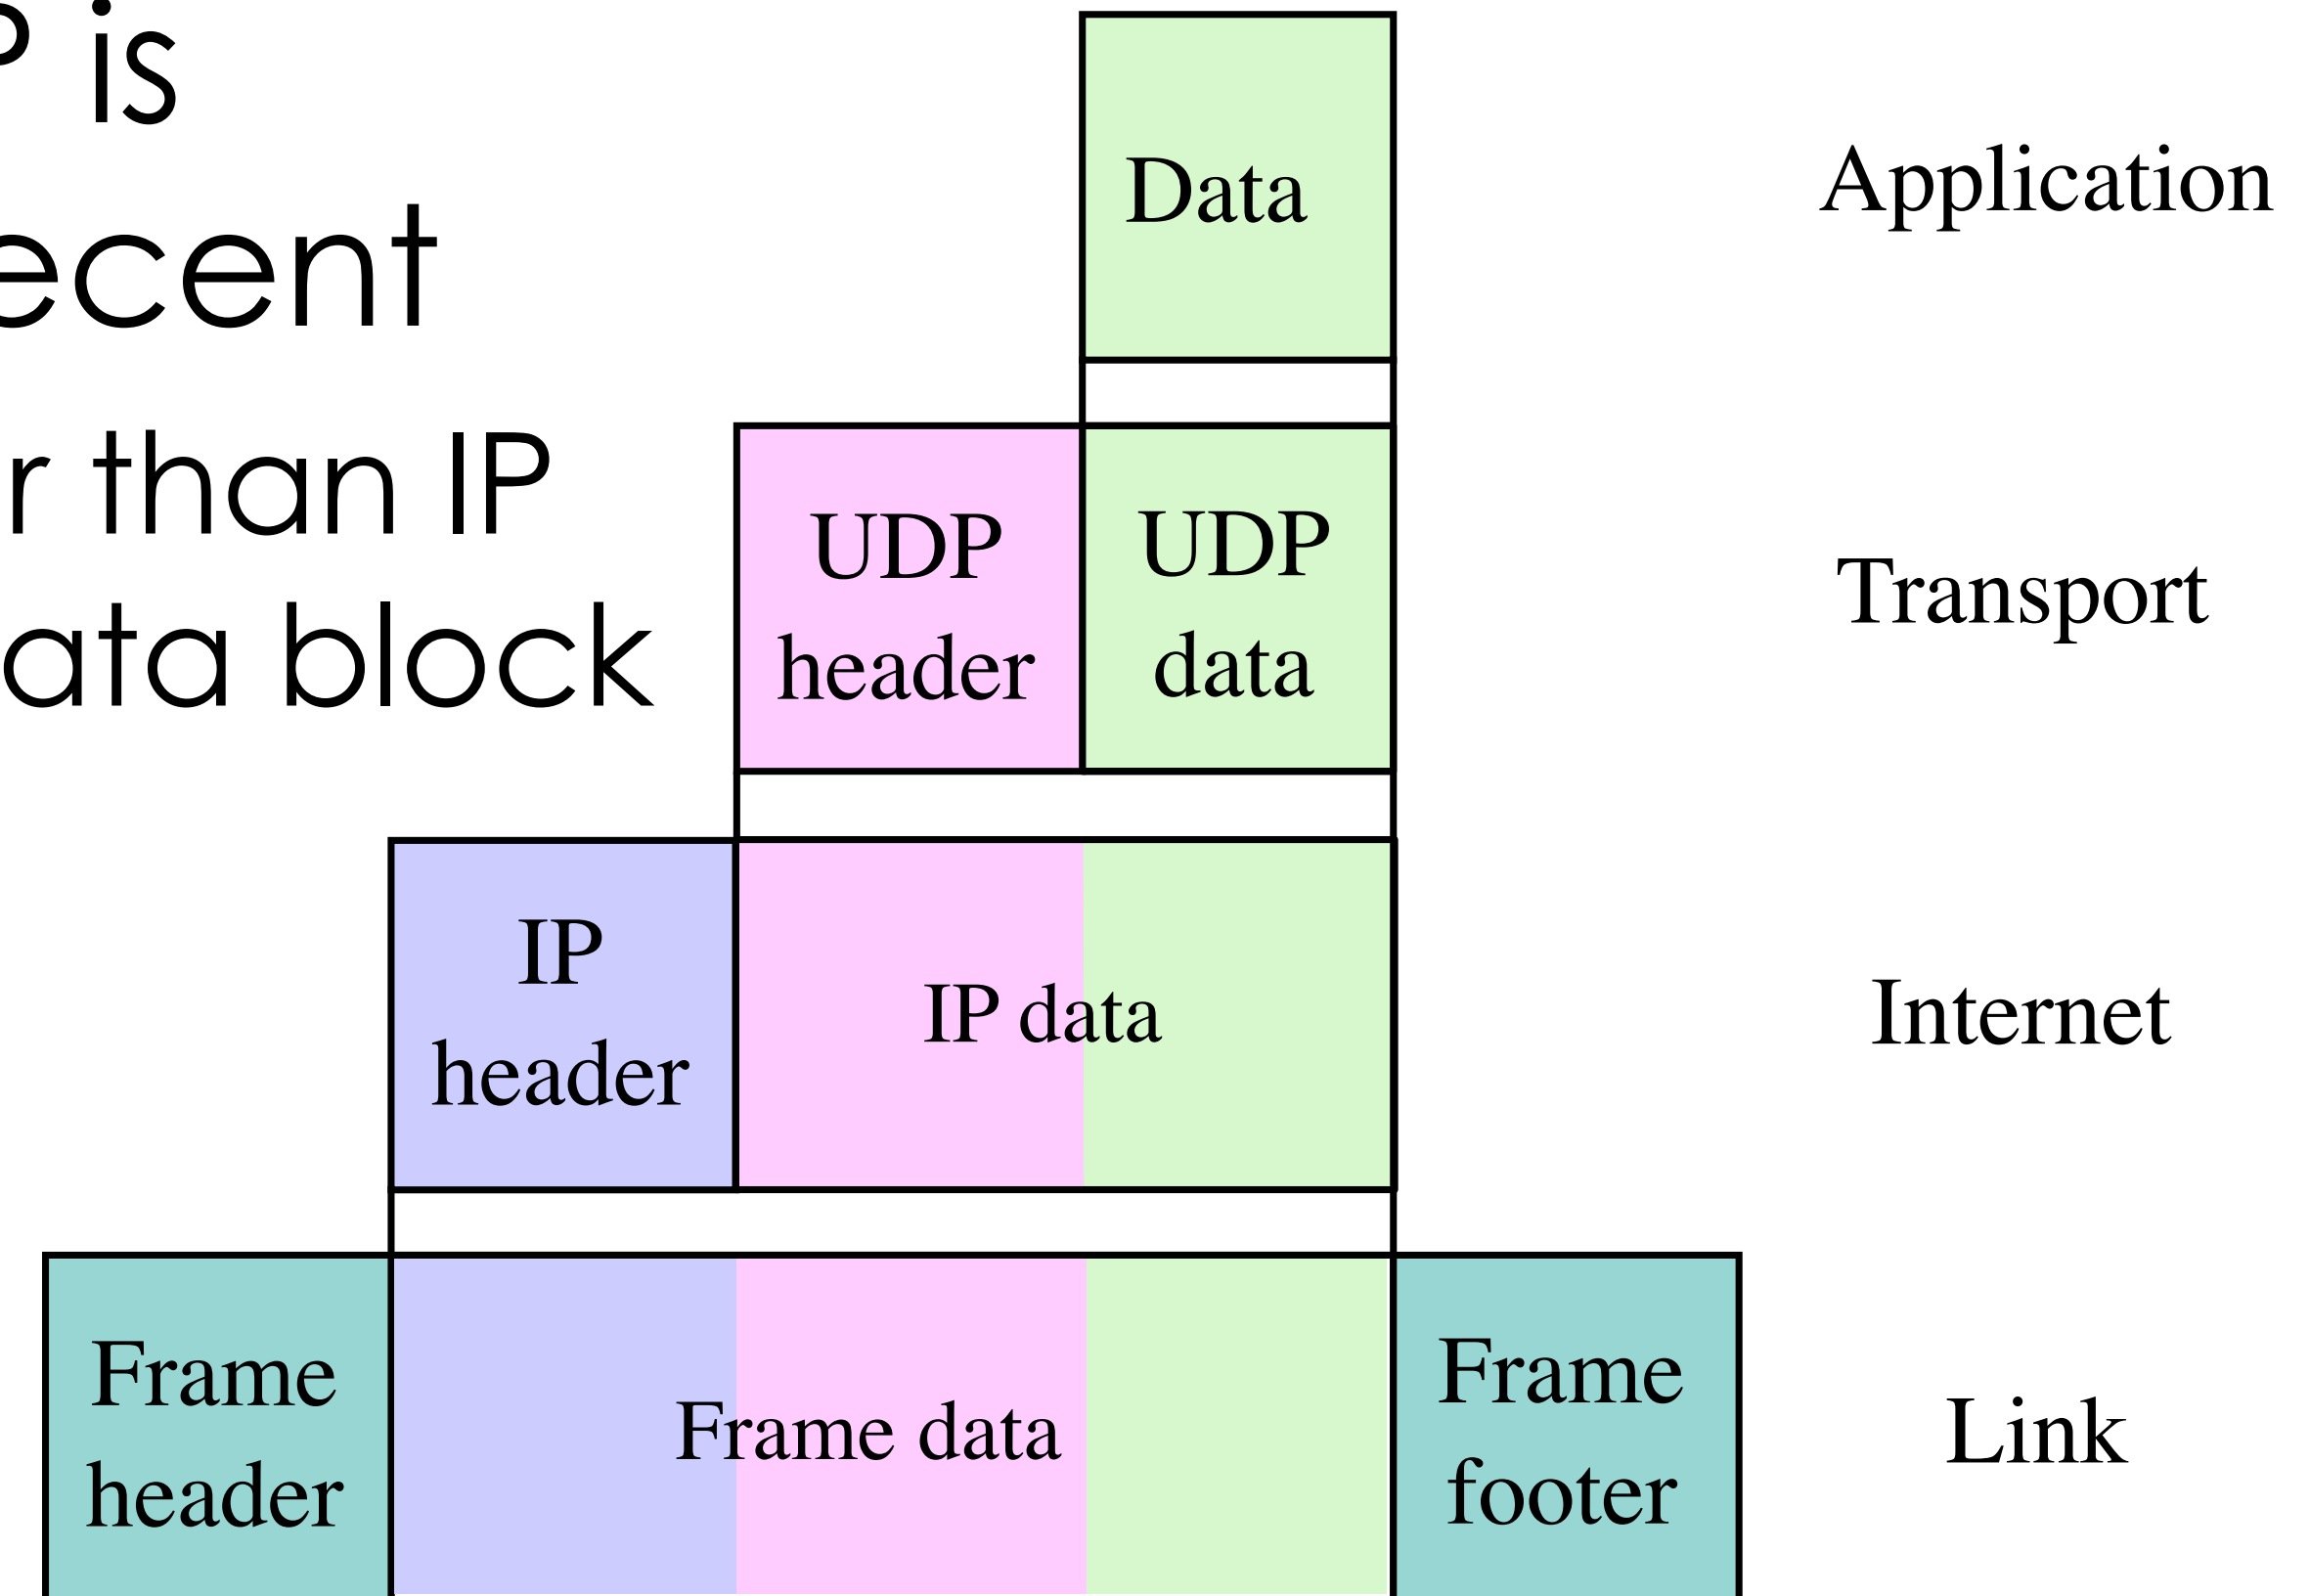 P is
ecent
r than IP
ata block
Data
Application
UDP
header
UDP
data
Transport
IP
header
IP data
Internet
Frame
header
Frame data
Frame
footer
Link